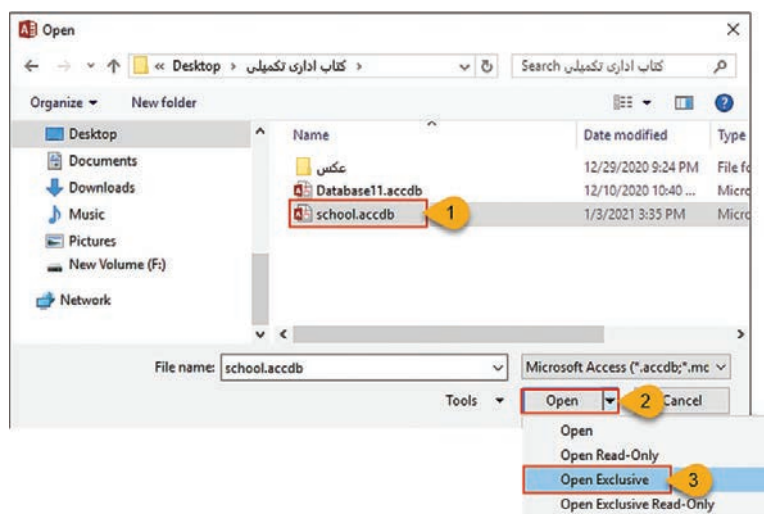 Open
« Desktop › کتاب اداری تکمیلی ›
Search کتاب اداری تکمیلی
Organize
New folder
Name
Date modified
Type
Desktop
Documents
Downloads
Music
Pictures
New Volume (F:)
Network
عکس
12/29/2020 9:24 PM
File fo
Database11.accdb
12/10/2020 10:40 ...
Micro
school.accdb
1
1/3/2021 3:35 PM
Micro
File name:
school.accdb
Microsoft Access (*.accdb;*.mc
Tools
Open
2
Cancel
Open
Open Read-Only
Open Exclusive
3
Open Exclusive Read-Only